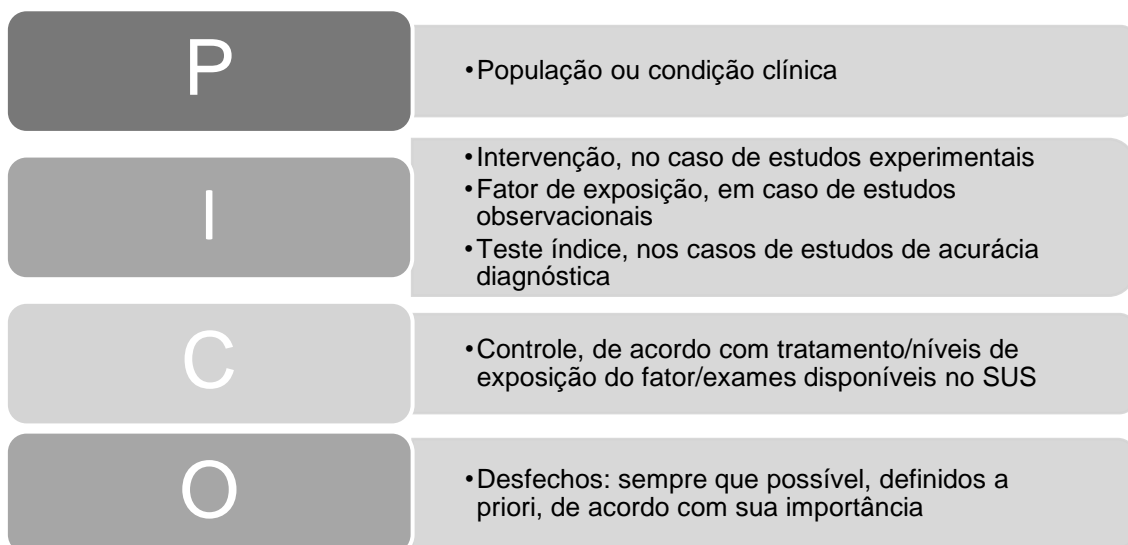 P
•População ou condição clínica
I
•Intervenção, no caso de estudos experimentais
•Fator de exposição, em caso de estudos
observacionais
•Teste índice, nos casos de estudos de acurácia
diagnóstica
C
•Controle, de acordo com tratamento/níveis de
exposição do fator/exames disponíveis no SUS
O
•Desfechos: sempre que possível, definidos a
priori, de acordo com sua importância